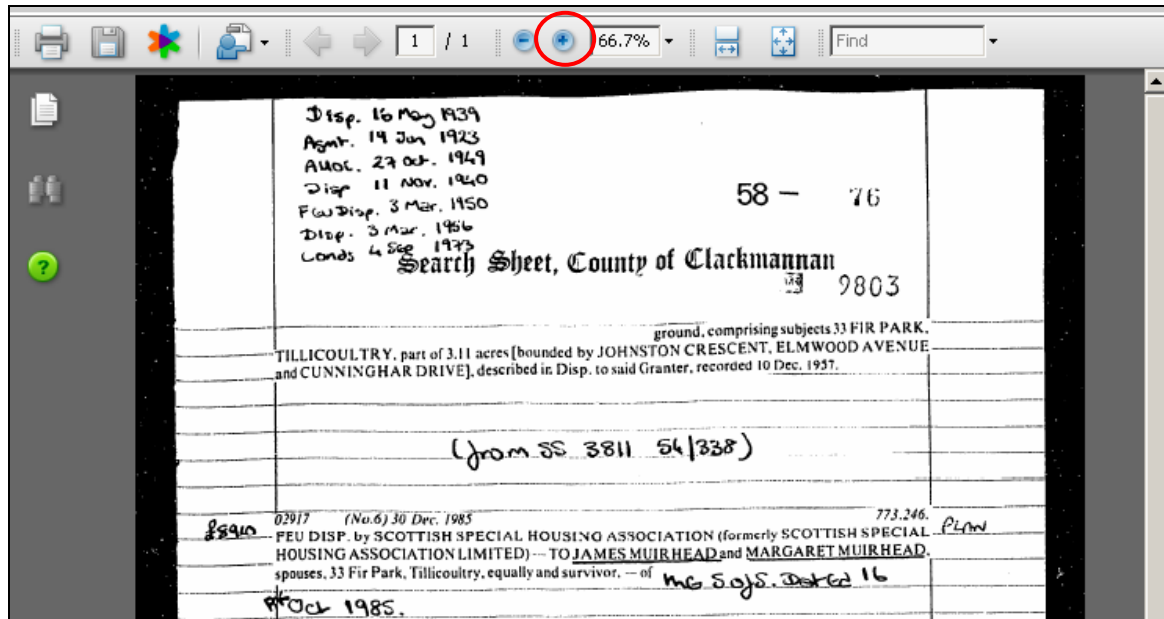 1 / 1 66.7% Find
Disp. 16 May 1939
Agmt. 14 Jun 1923
Alloc. 27 Oct. 1949
Disp 11 Nov. 1940
Feu Disp. 3 Mar. 1950
Disp. 3 Mar. 1956
Conds 4 Sep 1973
58 — 76
Search Sheet, County of Clackmannan
9803
ground, comprising subjects 33 FIR PARK,
TILLICOULTRY, part of 3.11 acres [bounded by JOHNSTON CRESCENT, ELMWOOD AVENUE
and CUNNINGHAR DRIVE], described in Disp. to said Granter, recorded 10 Dec. 1957.
(from SS 3811 54/338)
02917 (No.6) 30 Dec. 1985 773.246.
FEU DISP. by SCOTTISH SPECIAL HOUSING ASSOCIATION (formerly SCOTTISH SPECIAL PLAN
HOUSING ASSOCIATION LIMITED) — TO JAMES MUIRHEAD and MARGARET MUIRHEAD,
spouses, 33 Fir Park, Tillicoultry, equally and survivor, — of
Dated 16
Oct 1985.